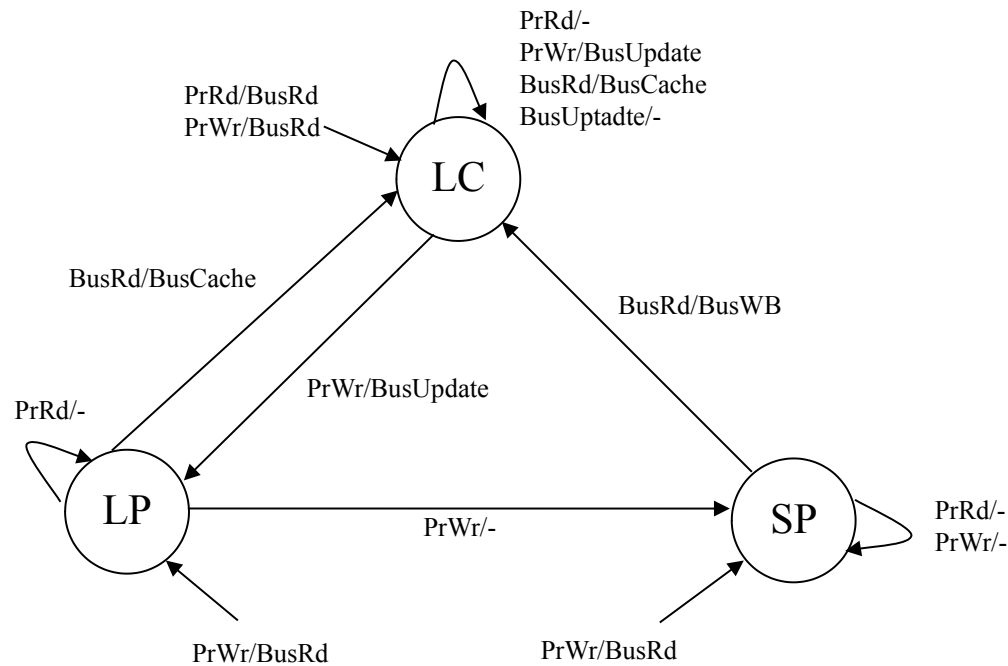 PrRd/-
PrWr/BusUpdate
BusRd/BusCache
BusUptadte/-
PrRd/BusRd
PrWr/BusRd
LC
BusRd/BusCache
BusRd/BusWB
PrWr/BusUpdate
PrRd/-
LP
SP
PrWr/-
PrRd/-
PrWr/-
PrWr/BusRd
PrWr/BusRd